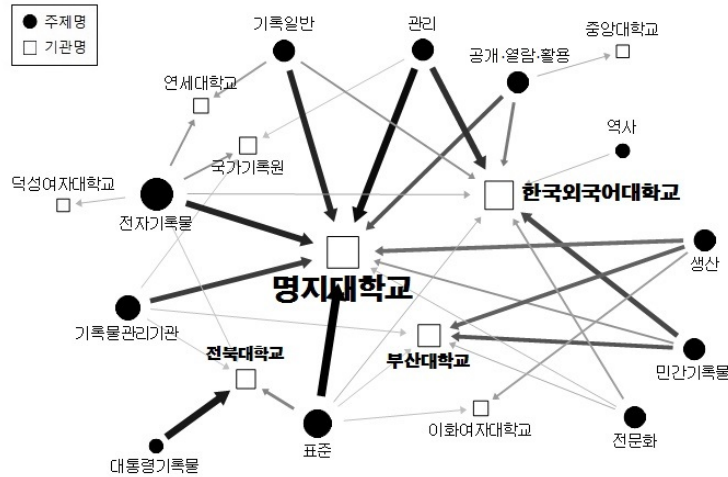 주제명
기관명
기록일반
관리
공개·열람·활용
중앙대학교
연세대학교
국가기록원
역사
덕성여자대학교
전자기록물
한국외국어대학교
명지대학교
생산
기록물관리기관
전북대학교
부산대학교
민간기록물
이화여자대학교
전문화
표준
대통령기록물